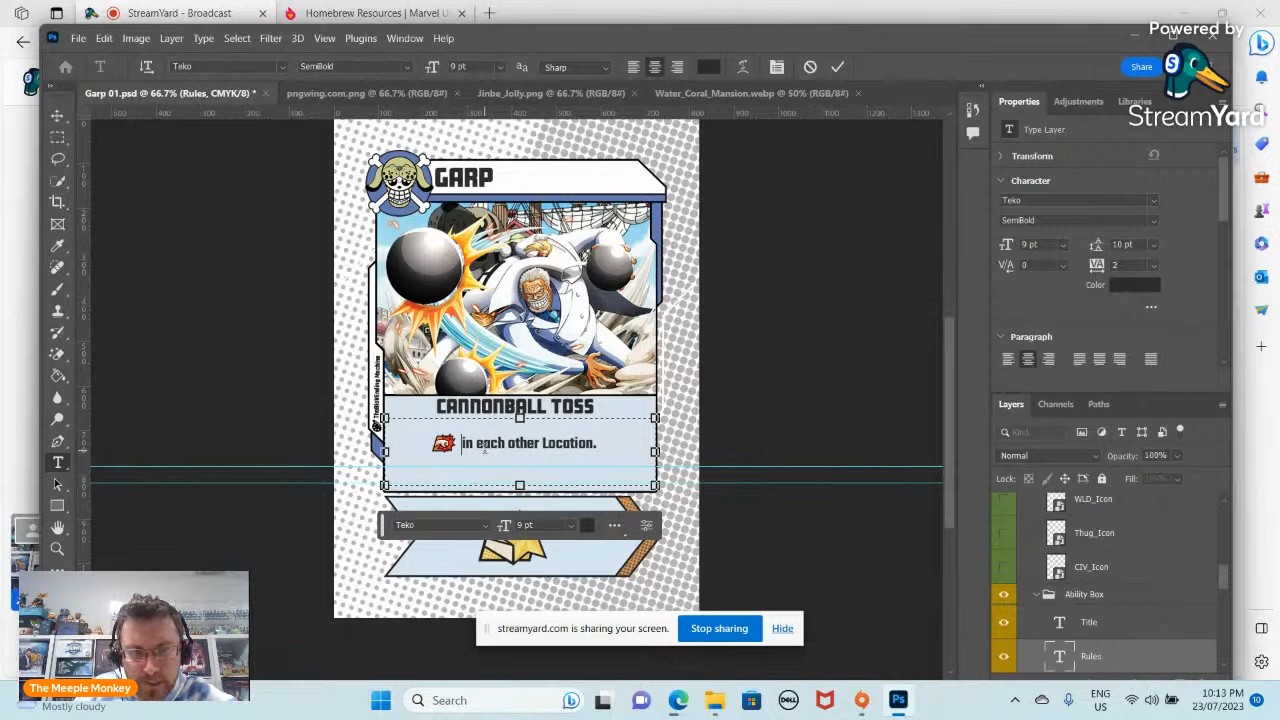 StreamYard - Broadcast
Homebrew Resources | Marvel U
Powered by
StreamYard
Ps
File Edit Image Layer Type Select Filter 3D View Plugins Window Help
Teko SemiBold 9 pt Sharp
Share
Garp 01.psd @ 66.7% (Rules, CMYK/8) *
pngwing.com.png @ 66.7% (RGB/8#)
Jinbe_Jolly.png @ 66.7% (RGB/8#)
Water_Coral_Mansion.webp @ 50% (RGB/8#)
Properties Adjustments Libraries
Type Layer
Transform
Character
Teko
SemiBold
9 pt 10 pt
0 2
Color
Paragraph
Layers Channels Paths
Kind
Normal Opacity: 100%
Lock: Fill: 100%
WLD_Icon
Thug_Icon
CIV_Icon
Ability Box
Title
Rules
GARP
CANNONBALL TOSS
in each other Location.
Teko 9 pt
streamyard.com is sharing your screen.
Stop sharing
Hide
The Meeple Monkey
Mostly cloudy
Search
DELL
ENG
US
10:13 PM
23/07/2023
10